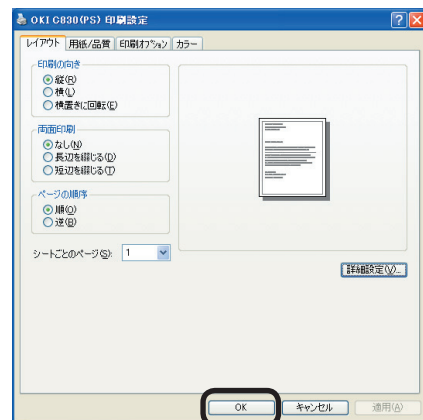 OKI C830(PS) 印刷設定
レイアウト 用紙/品質 印刷オプション カラー
印刷の向き
縦(R)
横(L)
横置きに回転(E)
両面印刷
なし(N)
長辺を綴じる(D)
短辺を綴じる(T)
ページの順序
順(O)
逆(B)
シートごとのページ(S): 1
詳細設定(V)...
OK キャンセル 適用(A)